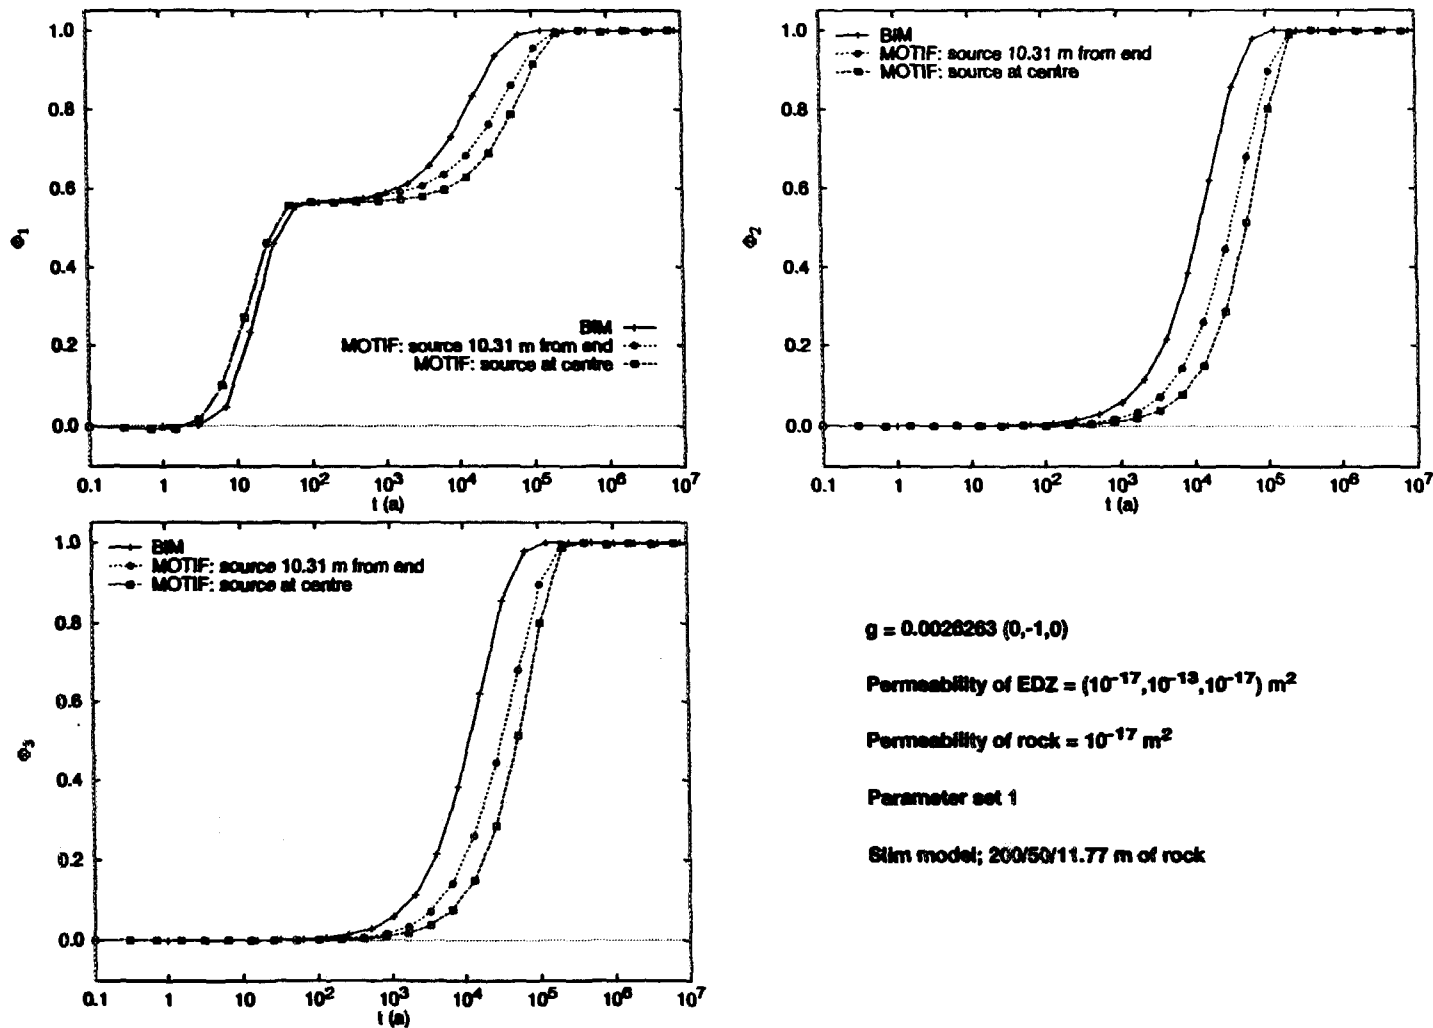 1.0
0.8
0.6
0.4
0.2
0.0
Φ1
BIM
MOTIF: source 10.31 m from end
MOTIF: source at centre
0.1 1 10 10² 10³ 10⁴ 10⁵ 10⁶ 10⁷
t (a)
1.0
0.8
0.6
0.4
0.2
0.0
Φ2
BIM
MOTIF: source 10.31 m from end
MOTIF: source at centre
0.1 1 10 10² 10³ 10⁴ 10⁵ 10⁶ 10⁷
t (a)
1.0
0.8
0.6
0.4
0.2
0.0
Φ3
BIM
MOTIF: source 10.31 m from end
MOTIF: source at centre
0.1 1 10 10² 10³ 10⁴ 10⁵ 10⁶ 10⁷
t (a)
g = 0.0026263 (0,-1,0)
Permeability of EDZ = (10⁻¹⁷,10⁻¹³,10⁻¹⁷) m²
Permeability of rock = 10⁻¹⁷ m²
Parameter set 1
Slim model; 200/50/11.77 m of rock